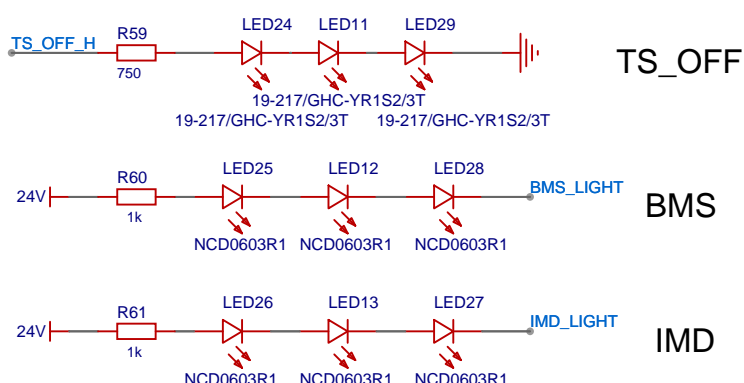 LED24 LED11 LED29
R59
TS_OFF_H
TS_OFF
750
19-217/GHC-YR1S2/3T
19-217/GHC-YR1S2/3T 19-217/GHC-YR1S2/3T
LED25 LED12 LED28
R60
BMS_LIGHT
24V
BMS
1k
NCD0603R1 NCD0603R1 NCD0603R1
LED26 LED13 LED27
R61
IMD_LIGHT
24V
IMD
1k
NCD0603R1 NCD0603R1 NCD0603R1